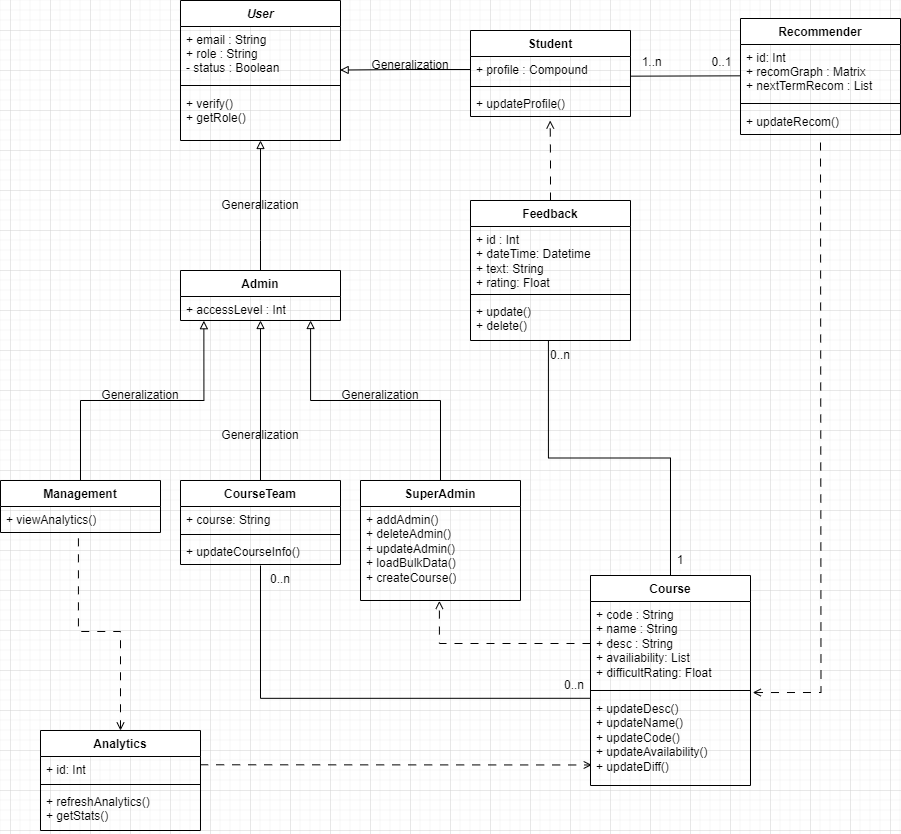 User
+ email : String
+ role : String
- status : Boolean
+ verify()
+ getRole()
Generalization
Student
+ profile : Compound
+ updateProfile()
1..n
0..1
Recommender
+ id: Int
+ recomGraph : Matrix
+ nextTermRecom : List
+ updateRecom()
Generalization
Feedback
+ id : Int
+ dateTime: Datetime
+ text: String
+ rating: Float
+ update()
+ delete()
0..n
Admin
+ accessLevel : Int
Generalization
Generalization
Generalization
Management
+ viewAnalytics()
CourseTeam
+ course: String
+ updateCourseInfo()
0..n
SuperAdmin
+ addAdmin()
+ deleteAdmin()
+ updateAdmin()
+ loadBulkData()
+ createCourse()
1
Course
+ code : String
+ name : String
+ desc : String
+ availiability: List
+ difficultRating: Float
+ updateDesc()
+ updateName()
+ updateCode()
+ updateAvailability()
+ updateDiff()
0..n
Analytics
+ id: Int
+ refreshAnalytics()
+ getStats()